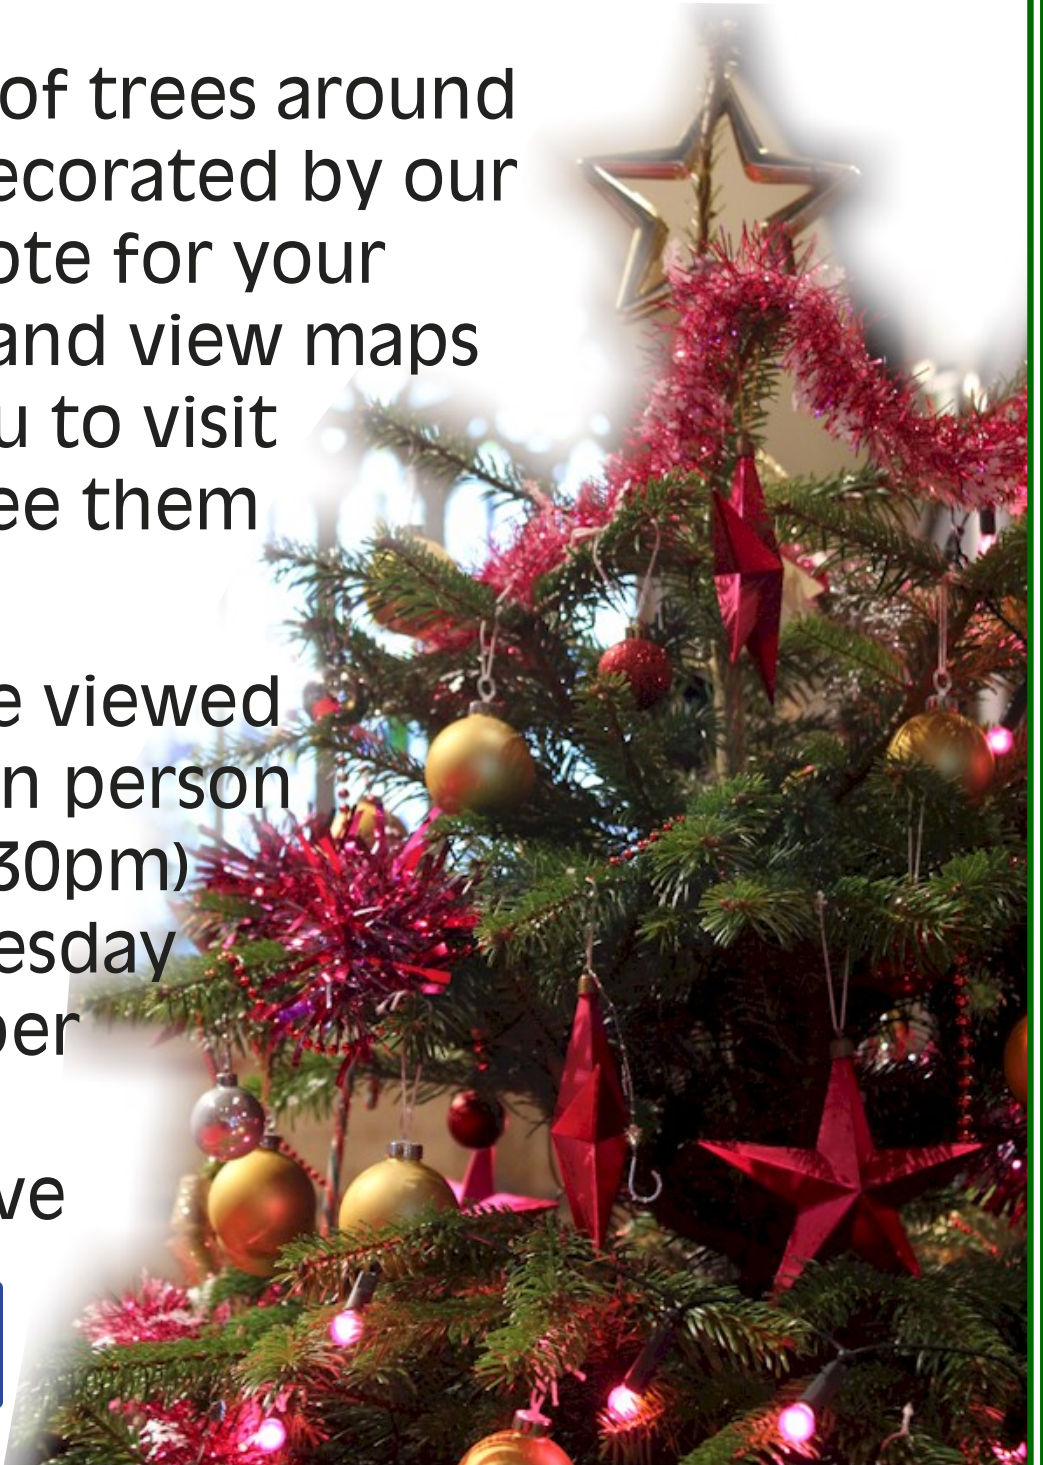 of trees around
ecorated by our
ote for your
and view maps
u to visit
ee them
e viewed
n person
30pm)
esday
ber
ve